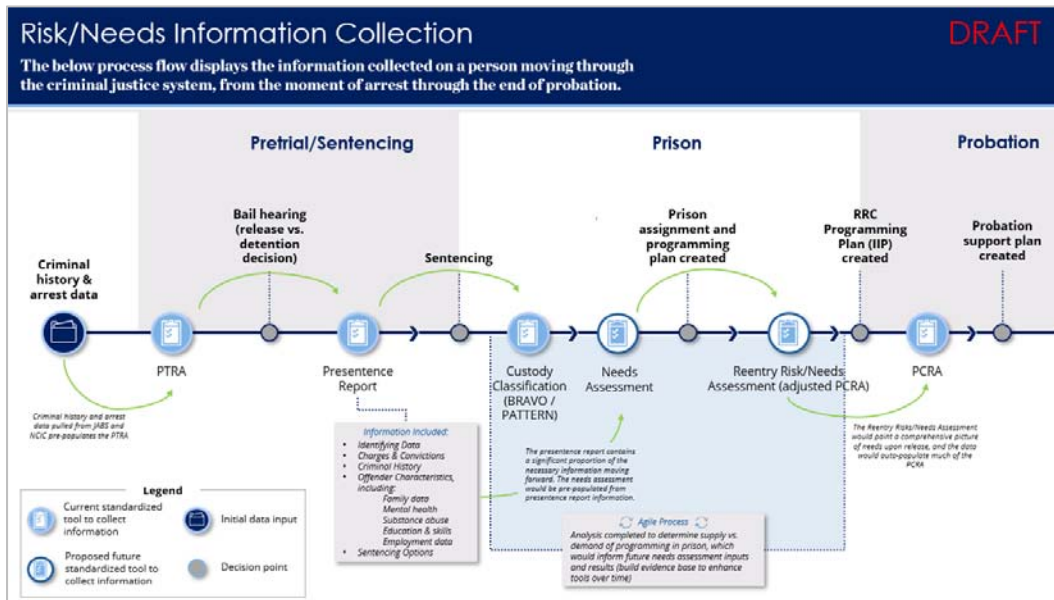 Risk/Needs Information Collection
DRAFT
The below process flow displays the information collected on a person moving through
the criminal justice system, from the moment of arrest through the end of probation.
Pretrial/Sentencing
Prison
Probation
Criminal
history &
arrest data
Bail hearing
(release vs.
detention
decision)
Sentencing
Prison
assignment and
programming
plan created
RRC
Programming
Plan (IIP)
created
Probation
support plan
created
PTRA
Presentence
Report
Custody
Classification
(BRAVO /
PATTERN)
Needs
Assessment
Reentry Risk/Needs
Assessment (adjusted PCRA)
PCRA
Criminal history and arrest
data pulled from JABS and
NCIC pre-populates the PTRA
Information Included:
• Identifying Data
• Charges & Convictions
• Criminal History
• Offender Characteristics,
including:
Family data
Mental health
Substance abuse
Education & skills
Employment data
• Sentencing Options
The presentence report contains
a significant proportion of the
necessary information moving
forward. The needs assessment
would be pre-populated from
presentence report information.
The Reentry Risks/Needs Assessment
would paint a comprehensive picture
of needs upon release, and the data
would auto-populate much of the
PCRA
Agile Process
Analysis completed to determine supply vs.
demand of programming in prison, which
would inform future needs assessment inputs
and results (build evidence base to enhance
tools over time)
Legend
Current standardized
tool to collect
information
Initial data input
Proposed future
standardized tool to
collect information
Decision point